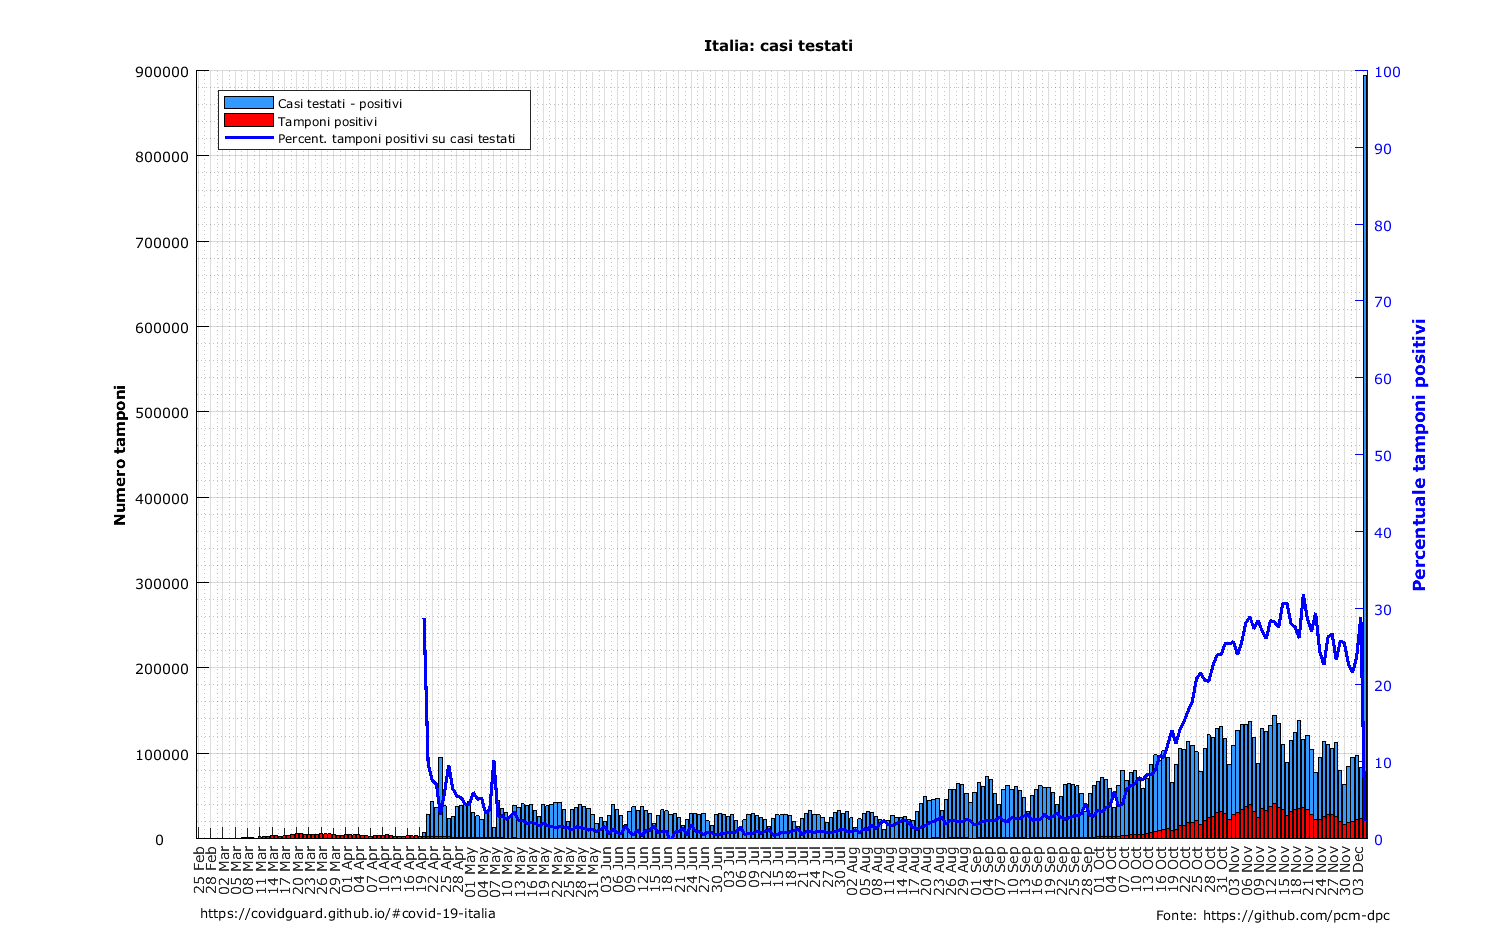 Italia: casi testati
900000
800000
700000
600000
500000
400000
300000
200000
100000
0
Numero tamponi
Casi testati - positivi
Tamponi positivi
Percent. tamponi positivi su casi testati
100
90
80
70
60
50
40
30
20
10
0
Percentuale tamponi positivi
25 Feb
28 Feb
02 Mar
05 Mar
08 Mar
11 Mar
14 Mar
17 Mar
20 Mar
23 Mar
26 Mar
29 Mar
01 Apr
04 Apr
07 Apr
10 Apr
13 Apr
16 Apr
19 Apr
22 Apr
25 Apr
28 Apr
01 May
04 May
07 May
10 May
13 May
16 May
19 May
22 May
25 May
28 May
31 May
03 Jun
06 Jun
09 Jun
12 Jun
15 Jun
18 Jun
21 Jun
24 Jun
27 Jun
30 Jun
03 Jul
06 Jul
09 Jul
12 Jul
15 Jul
18 Jul
21 Jul
24 Jul
27 Jul
30 Jul
02 Aug
05 Aug
08 Aug
11 Aug
14 Aug
17 Aug
20 Aug
23 Aug
26 Aug
29 Aug
01 Sep
04 Sep
07 Sep
10 Sep
13 Sep
16 Sep
19 Sep
22 Sep
25 Sep
28 Sep
01 Oct
04 Oct
07 Oct
10 Oct
13 Oct
16 Oct
19 Oct
22 Oct
25 Oct
28 Oct
31 Oct
03 Nov
06 Nov
09 Nov
12 Nov
15 Nov
18 Nov
21 Nov
24 Nov
27 Nov
30 Nov
03 Dec
https://covidguard.github.io/#covid-19-italia
Fonte: https://github.com/pcm-dpc